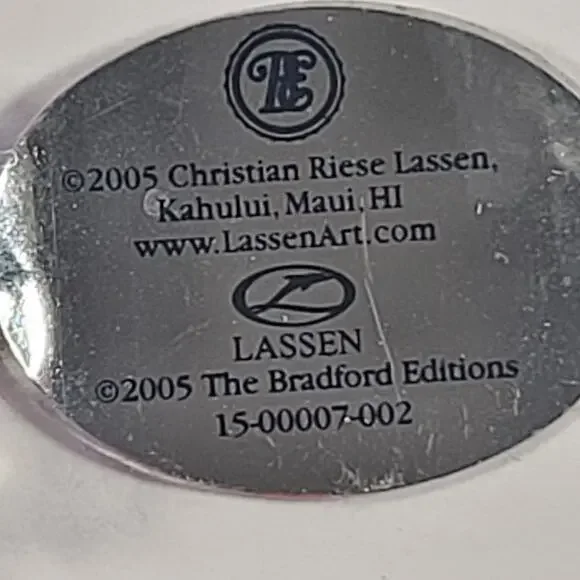 ©2005 Christian Riese Lassen,
Kahului, Maui, HI
www.LassenArt.com
LASSEN
©2005 The Bradford Editions
15-00007-002